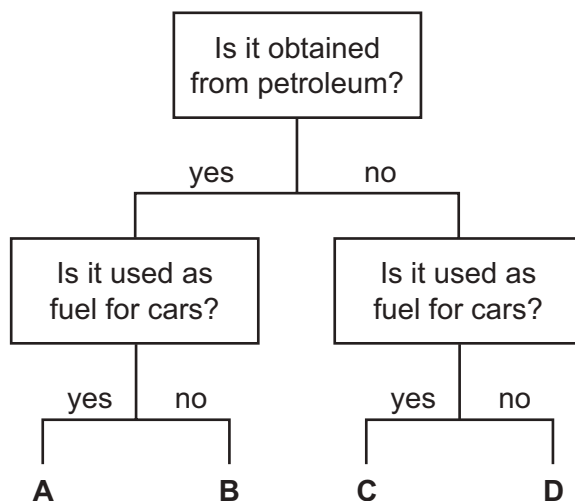 Is it obtained
from petroleum?
yes no
Is it used as
fuel for cars?
Is it used as
fuel for cars?
yes no
yes no
A B C D